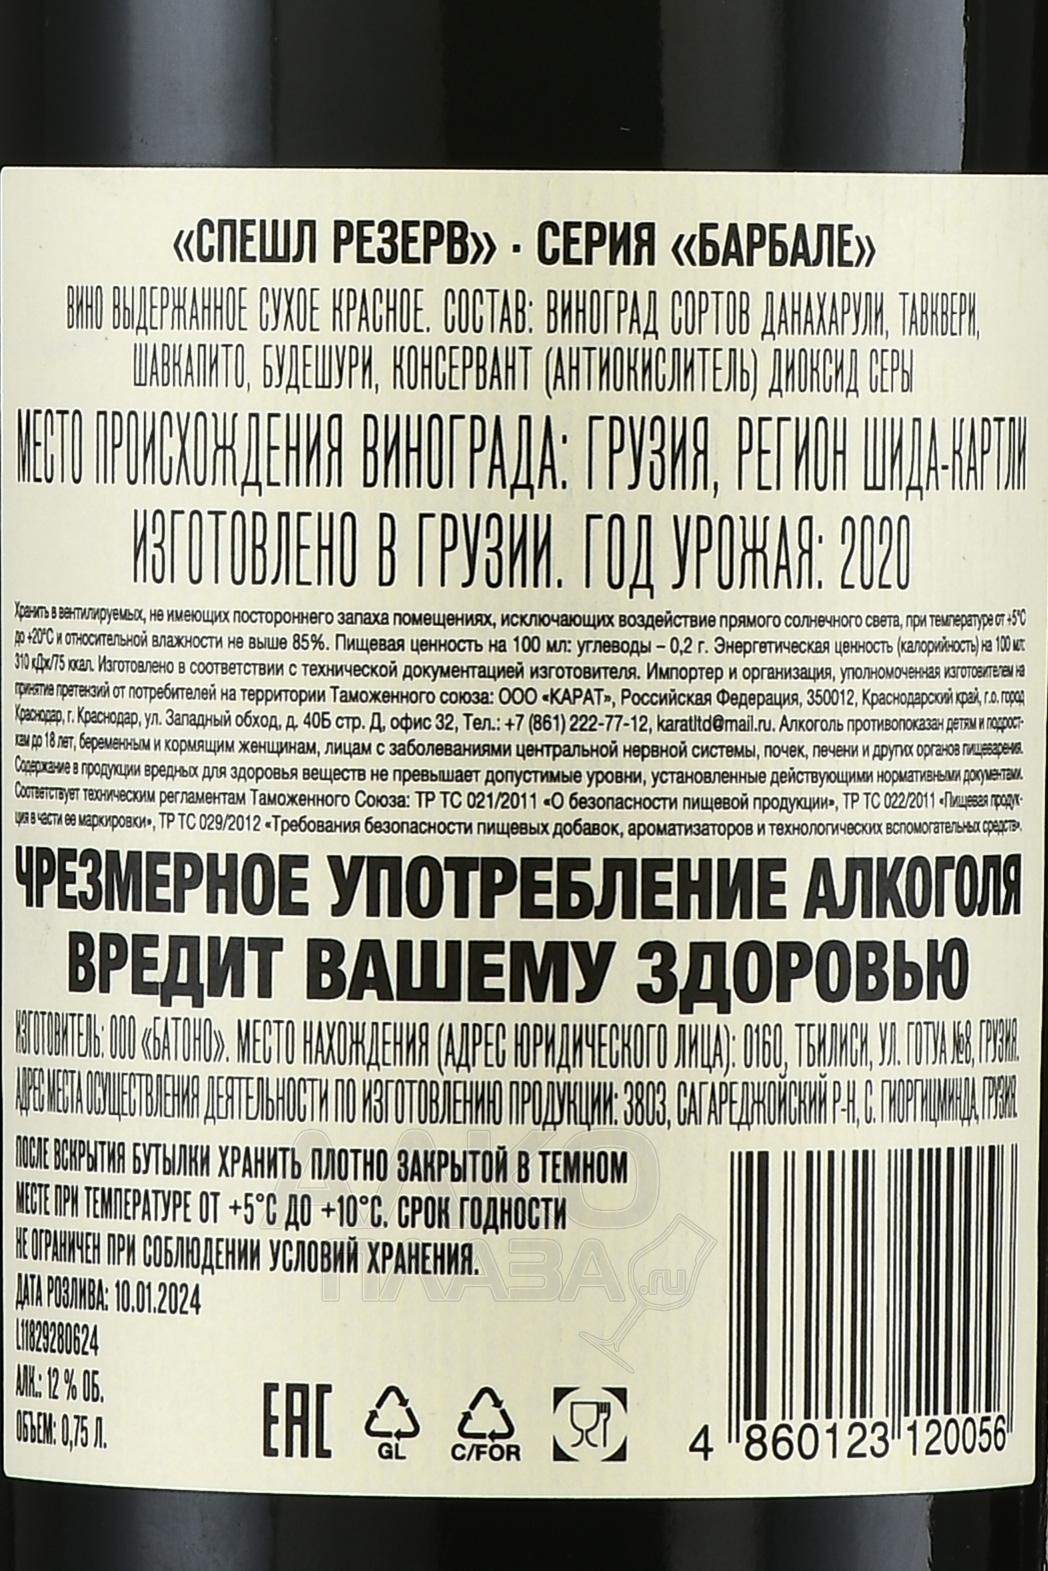 «СПЕШЛ РЕЗЕРВ» · СЕРИЯ «БАРБАЛЕ»
ВИНО ВЫДЕРЖАННОЕ СУХОЕ КРАСНОЕ. СОСТАВ: ВИНОГРАД СОРТОВ ДАНАХАРУЛИ, ТАВКВЕРИ,
ШАВКАПИТО, БУДЕШУРИ, КОНСЕРВАНТ (АНТИОКИСЛИТЕЛЬ) ДИОКСИД СЕРЫ
МЕСТО ПРОИСХОЖДЕНИЯ ВИНОГРАДА: ГРУЗИЯ, РЕГИОН ШИДА-КАРТЛИ
ИЗГОТОВЛЕНО В ГРУЗИИ. ГОД УРОЖАЯ: 2020
Хранить в вентилируемых, не имеющих постороннего запаха помещениях, исключающих воздействие прямого солнечного света, при температуре от +5°С
до +20°С и относительной влажности не выше 85%. Пищевая ценность на 100 мл: углеводы – 0,2 г. Энергетическая ценность (калорийность) на 100 мл:
310 кДж/75 ккал. Изготовлено в соответствии с технической документацией изготовителя. Импортер и организация, уполномоченная изготовителем на
принятие претензий от потребителей на территории Таможенного союза: ООО «КАРАТ», Российская Федерация, 350012, Краснодарский край, г.о. город
Краснодар, г. Краснодар, ул. Западный обход, д. 40Б стр. Д, офис 32, Тел.: +7 (861) 222-77-12, karatltd@mail.ru. Алкоголь противопоказан детям и подрост-
кам до 18 лет, беременным и кормящим женщинам, лицам с заболеваниями центральной нервной системы, почек, печени и других органов пищеварения.
Содержание в продукции вредных для здоровья веществ не превышает допустимые уровни, установленные действующими нормативными документами.
Соответствует техническим регламентам Таможенного Союза: ТР ТС 021/2011 «О безопасности пищевой продукции», ТР ТС 022/2011 «Пищевая продук-
ция в части ее маркировки», ТР ТС 029/2012 «Требования безопасности пищевых добавок, ароматизаторов и технологических вспомогательных средств».
ЧРЕЗМЕРНОЕ УПОТРЕБЛЕНИЕ АЛКОГОЛЯ
ВРЕДИТ ВАШЕМУ ЗДОРОВЬЮ
ИЗГОТОВИТЕЛЬ: ООО «БАТОНО». МЕСТО НАХОЖДЕНИЯ (АДРЕС ЮРИДИЧЕСКОГО ЛИЦА): 0160, ТБИЛИСИ, УЛ. ГОТУА №8, ГРУЗИЯ.
АДРЕС МЕСТА ОСУЩЕСТВЛЕНИЯ ДЕЯТЕЛЬНОСТИ ПО ИЗГОТОВЛЕНИЮ ПРОДУКЦИИ: 3803, САГАРЕДЖОЙСКИЙ Р-Н, С. ГИОРГИЦМИНДА, ГРУЗИЯ.
ПОСЛЕ ВСКРЫТИЯ БУТЫЛКИ ХРАНИТЬ ПЛОТНО ЗАКРЫТОЙ В ТЕМНОМ
МЕСТЕ ПРИ ТЕМПЕРАТУРЕ ОТ +5°С ДО +10°С. СРОК ГОДНОСТИ
НЕ ОГРАНИЧЕН ПРИ СОБЛЮДЕНИИ УСЛОВИЙ ХРАНЕНИЯ.
ДАТА РОЗЛИВА: 10.01.2024
L11829280624
АЛК.: 12 % ОБ.
ОБЪЕМ: 0,75 Л.
ЕАС
GL
C/FOR
4 860123 120056
АЛКО
ПЛАЗА.ru